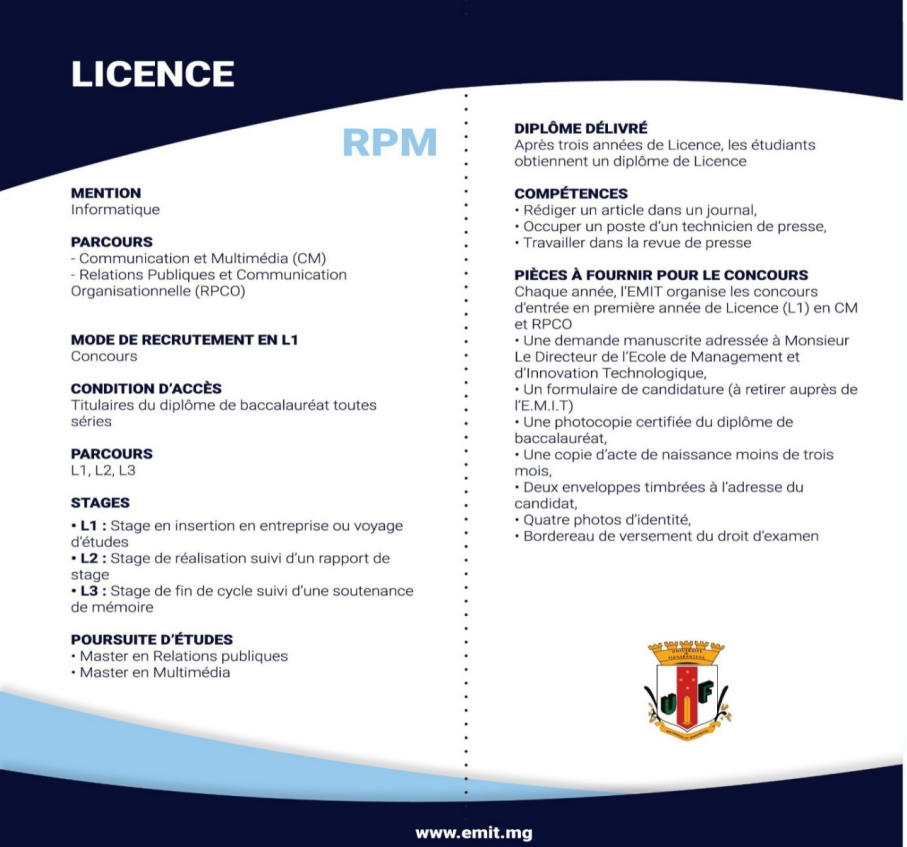 LICENCE
RPM
MENTION
Informatique
PARCOURS
- Communication et Multimédia (CM)
- Relations Publiques et Communication
Organisationnelle (RPCO)
MODE DE RECRUTEMENT EN L1
Concours
CONDITION D'ACCÈS
Titulaires du diplôme de baccalauréat toutes
séries
PARCOURS
L1, L2, L3
STAGES
• L1 : Stage en insertion en entreprise ou voyage
d'études
• L2 : Stage de réalisation suivi d'un rapport de
stage
• L3 : Stage de fin de cycle suivi d'une soutenance
de mémoire
POURSUITE D'ÉTUDES
• Master en Relations publiques
• Master en Multimédia
DIPLÔME DÉLIVRÉ
Après trois années de Licence, les étudiants
obtiennent un diplôme de Licence
COMPÉTENCES
• Rédiger un article dans un journal,
• Occuper un poste d'un technicien de presse,
• Travailler dans la revue de presse
PIÈCES À FOURNIR POUR LE CONCOURS
Chaque année, l'EMIT organise les concours
d'entrée en première année de Licence (L1) en CM
et RPCO
• Une demande manuscrite adressée à Monsieur
Le Directeur de l'Ecole de Management et
d'Innovation Technologique,
• Un formulaire de candidature (à retirer auprès de
l'E.M.I.T)
• Une photocopie certifiée du diplôme de
baccalauréat,
• Une copie d'acte de naissance moins de trois
mois,
• Deux enveloppes timbrées à l'adresse du
candidat,
• Quatre photos d'identité,
• Bordereau de versement du droit d'examen
UNIVERSITE
FIANARANTSOA
U F
www.emit.mg